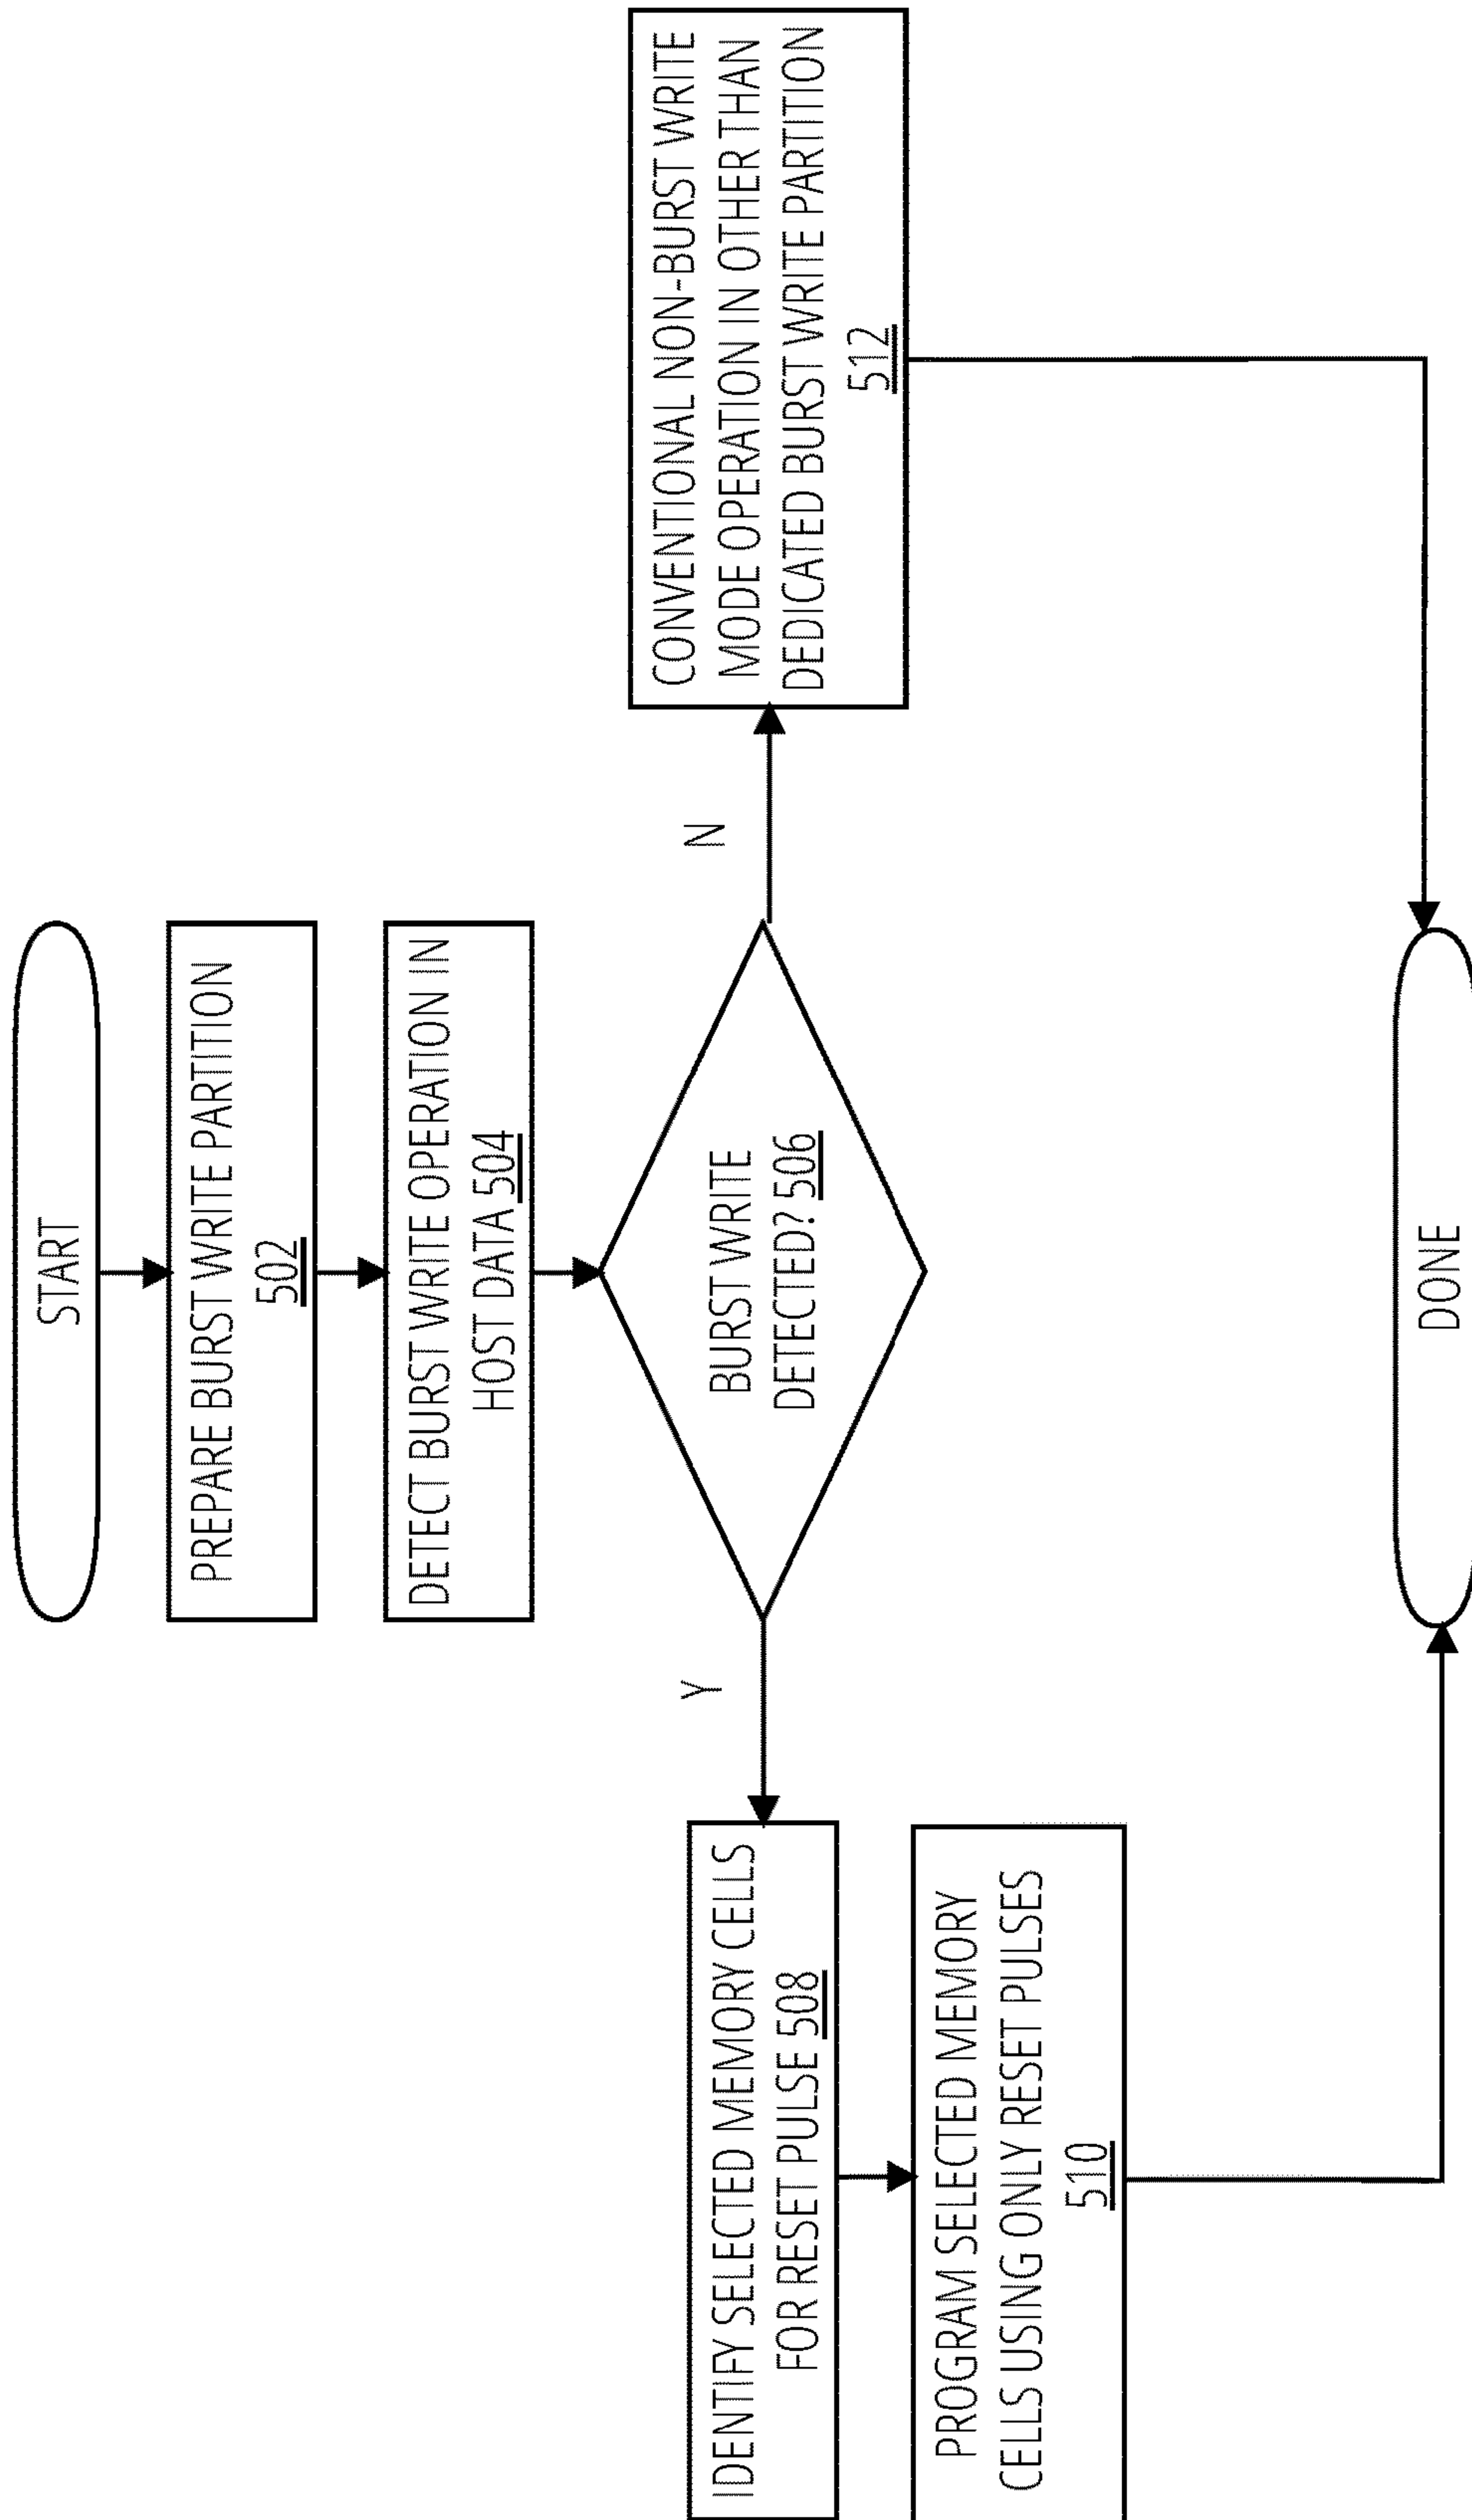 START
PREPARE BURST WRITE PARTITION
502
DETECT BURST WRITE OPERATION IN
HOST DATA 504
BURST WRITE
DETECTED? 506
Y
N
IDENTIFY SELECTED MEMORY CELLS
FOR RESET PULSE 508
PROGRAM SELECTED MEMORY
CELLS USING ONLY RESET PULSES
510
CONVENTIONAL NON-BURST WRITE
MODE OPERATION IN OTHER THAN
DEDICATED BURST WRITE PARTITION
512
DONE